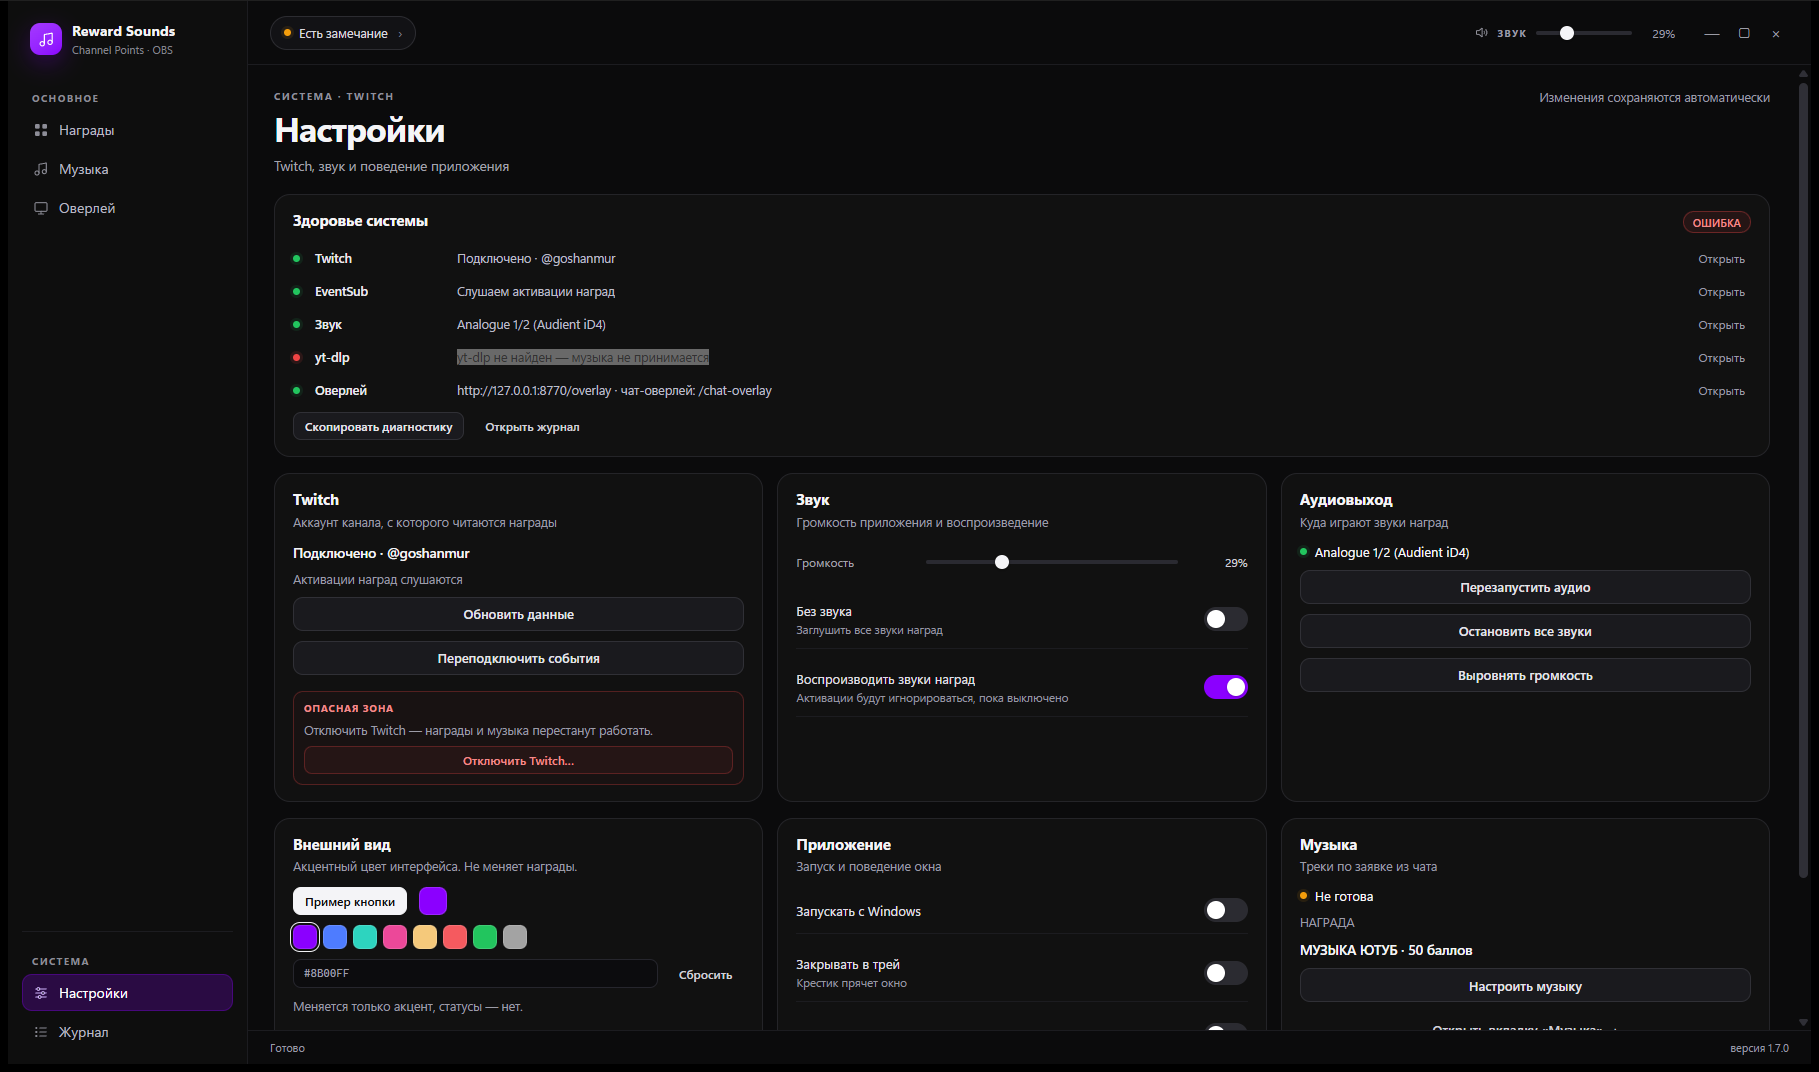 Reward Sounds
Channel Points · OBS
ОСНОВНОЕ
Награды
Музыка
Оверлей
СИСТЕМА
Настройки
Журнал
Есть замечание ›
ЗВУК
29%
СИСТЕМА · TWITCH
Изменения сохраняются автоматически
Настройки
Twitch, звук и поведение приложения
Здоровье системы
ОШИБКА
Twitch Подключено · @goshanmur Открыть
EventSub Слушаем активации наград Открыть
Звук Analogue 1/2 (Audient iD4) Открыть
yt-dlp yt-dlp не найден — музыка не принимается Открыть
Оверлей http://127.0.0.1:8770/overlay · чат-оверлей: /chat-overlay Открыть
Скопировать диагностику Открыть журнал
Twitch
Аккаунт канала, с которого читаются награды
Подключено · @goshanmur
Активации наград слушаются
Обновить данные
Переподключить события
ОПАСНАЯ ЗОНА
Отключить Twitch — награды и музыка перестанут работать.
Отключить Twitch...
Звук
Громкость приложения и воспроизведение
Громкость 29%
Без звука
Заглушить все звуки наград
Воспроизводить звуки наград
Активации будут игнорироваться, пока выключено
Аудиовыход
Куда играют звуки наград
Analogue 1/2 (Audient iD4)
Перезапустить аудио
Остановить все звуки
Выровнять громкость
Внешний вид
Акцентный цвет интерфейса. Не меняет награды.
Пример кнопки
#8B00FF
Сбросить
Меняется только акцент, статусы — нет.
Приложение
Запуск и поведение окна
Запускать с Windows
Закрывать в трей
Крестик прячет окно
Музыка
Треки по заявке из чата
Не готова
НАГРАДА
МУЗЫКА ЮТУБ · 50 баллов
Настроить музыку
Открыть вкладку «Музыка»
Готово
версия 1.7.0